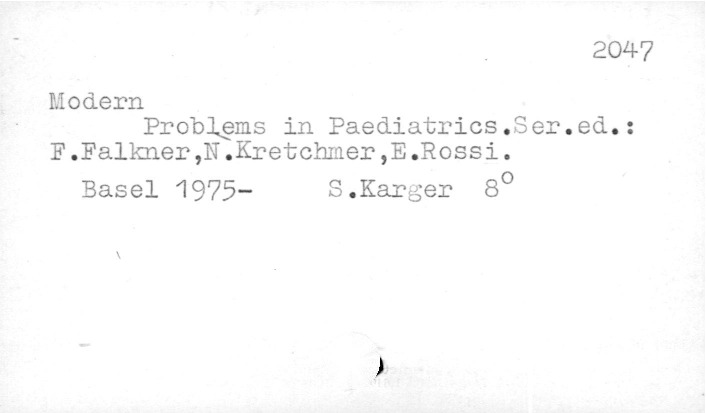 2047
Modern
Problems in Paediatrics.Ser.ed.:
F.Falkner,N.Kretchmer,E.Rossi.
Basel 1975-    S.Karger  8°